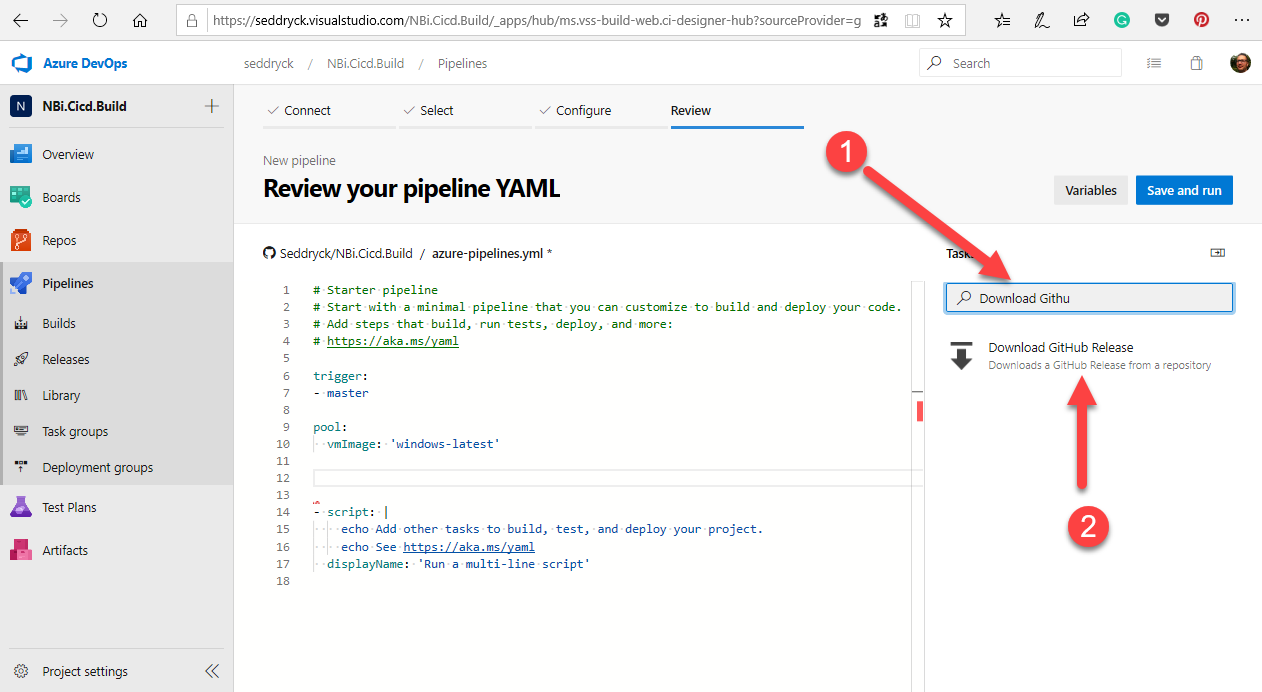 https://seddryck.visualstudio.com/NBi.Cicd.Build/_apps/hub/ms.vss-build-web.ci-designer-hub?sourceProvider=g
Azure DevOps
seddryck / NBi.Cicd.Build / Pipelines
Search
N NBi.Cicd.Build
Overview
Boards
Repos
Pipelines
Builds
Releases
Library
Task groups
Deployment groups
Test Plans
Artifacts
Project settings
Connect
Select
Configure
Review
New pipeline
Review your pipeline YAML
Variables
Save and run
1
Seddryck/NBi.Cicd.Build / azure-pipelines.yml *
1 # Starter pipeline
2 # Start with a minimal pipeline that you can customize to build and deploy your code.
3 # Add steps that build, run tests, deploy, and more:
4 # https://aka.ms/yaml
5
6 trigger:
7 - master
8
9 pool:
10 vmImage: 'windows-latest'
11
12
13
14 - script: |
15 echo Add other tasks to build, test, and deploy your project.
16 echo See https://aka.ms/yaml
17 displayName: 'Run a multi-line script'
18
Download Githu
Download GitHub Release
Downloads a GitHub Release from a repository
2